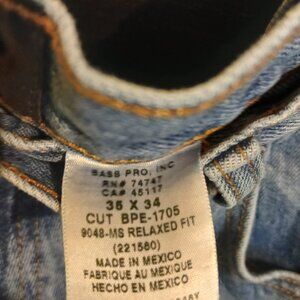 BASS PRO, INC
RN# 74747
CA# 45117
36 X 34
CUT BPE-1705
9048-MS RELAXED FIT
(221580)
MADE IN MEXICO
FABRIQUE AU MEXIQUE
HECHO EN MEXICO